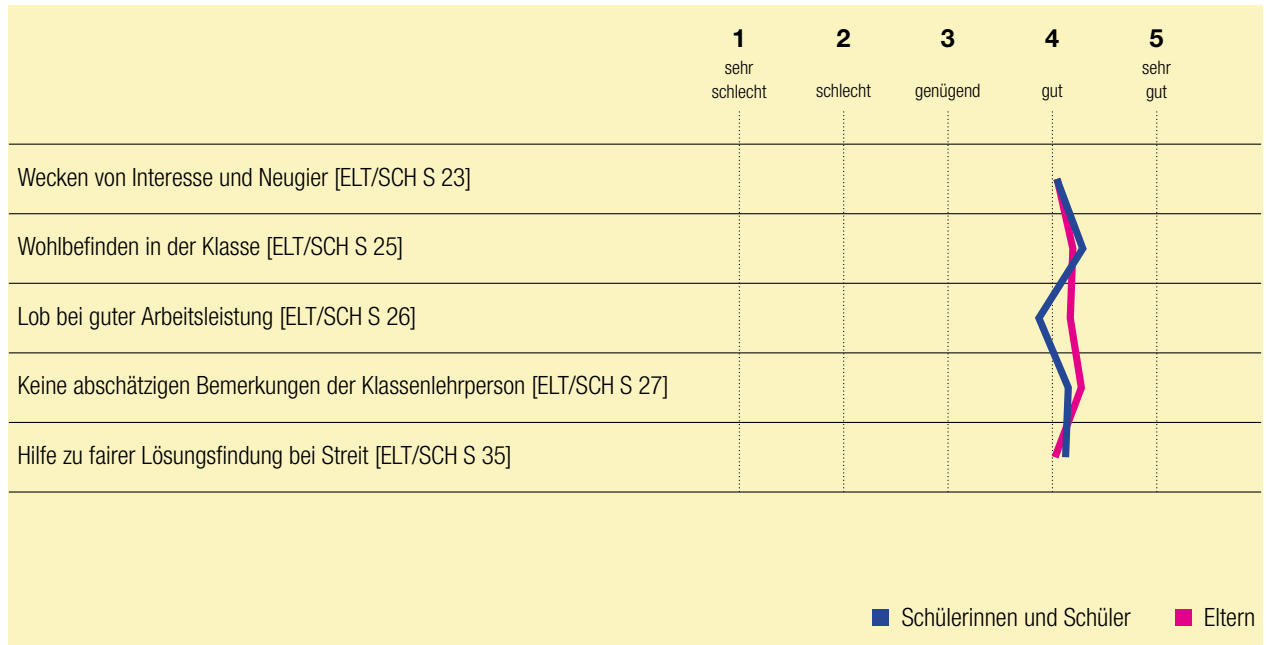 1 2 3 4 5
sehr schlecht schlecht genügend gut sehr gut
Wecken von Interesse und Neugier [ELT/SCH S 23]
Wohlbefinden in der Klasse [ELT/SCH S 25]
Lob bei guter Arbeitsleistung [ELT/SCH S 26]
Keine abschätzigen Bemerkungen der Klassenlehrperson [ELT/SCH S 27]
Hilfe zu fairer Lösungsfindung bei Streit [ELT/SCH S 35]
Schülerinnen und Schüler Eltern